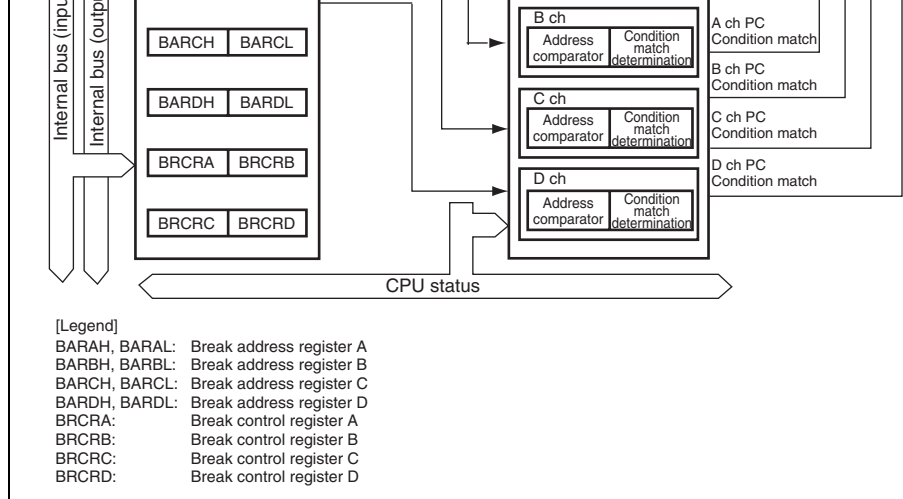 Internal bus (inpu
Internal bus (outp
BARCH BARCL
BARDH BARDL
BRCRA BRCRB
BRCRC BRCRD
B ch
Address comparator
Condition match determination
C ch
Address comparator
Condition match determination
D ch
Address comparator
Condition match determination
A ch PC
Condition match
B ch PC
Condition match
C ch PC
Condition match
D ch PC
Condition match
CPU status
[Legend]
BARAH, BARAL: Break address register A
BARBH, BARBL: Break address register B
BARCH, BARCL: Break address register C
BARDH, BARDL: Break address register D
BRCRA: Break control register A
BRCRB: Break control register B
BRCRC: Break control register C
BRCRD: Break control register D